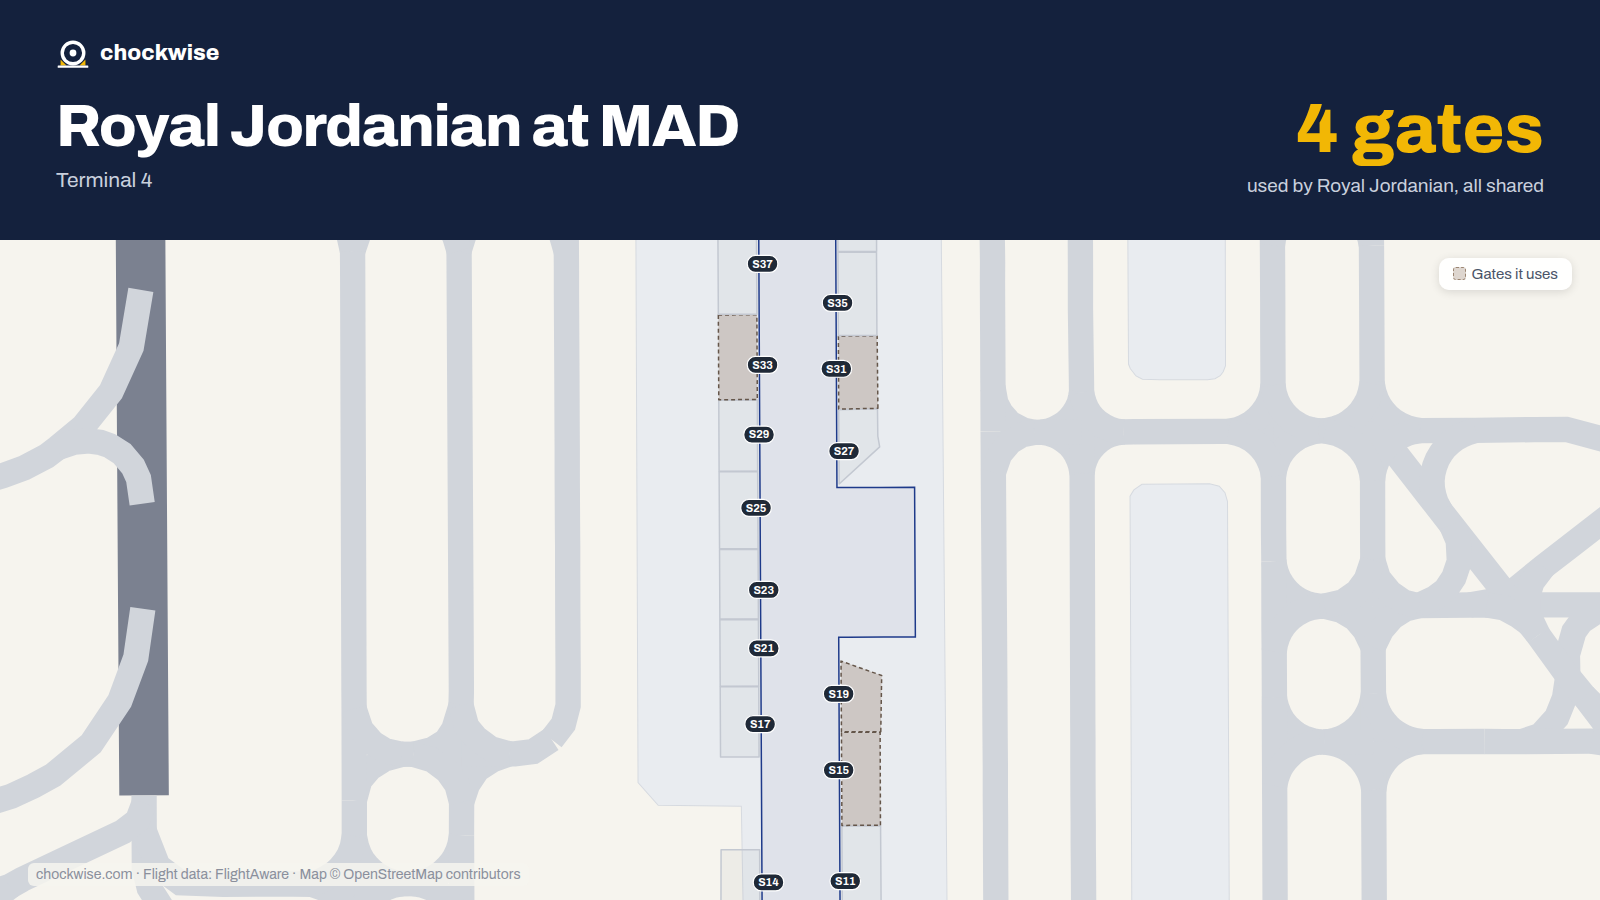 chockwise
Royal Jordanian at MAD
Terminal 4
4 gates
used by Royal Jordanian, all shared
Gates it uses
S37
S35
S33
S31
S29
S27
S25
S23
S21
S19
S17
S15
S14
S11
chockwise.com · Flight data: FlightAware · Map © OpenStreetMap contributors